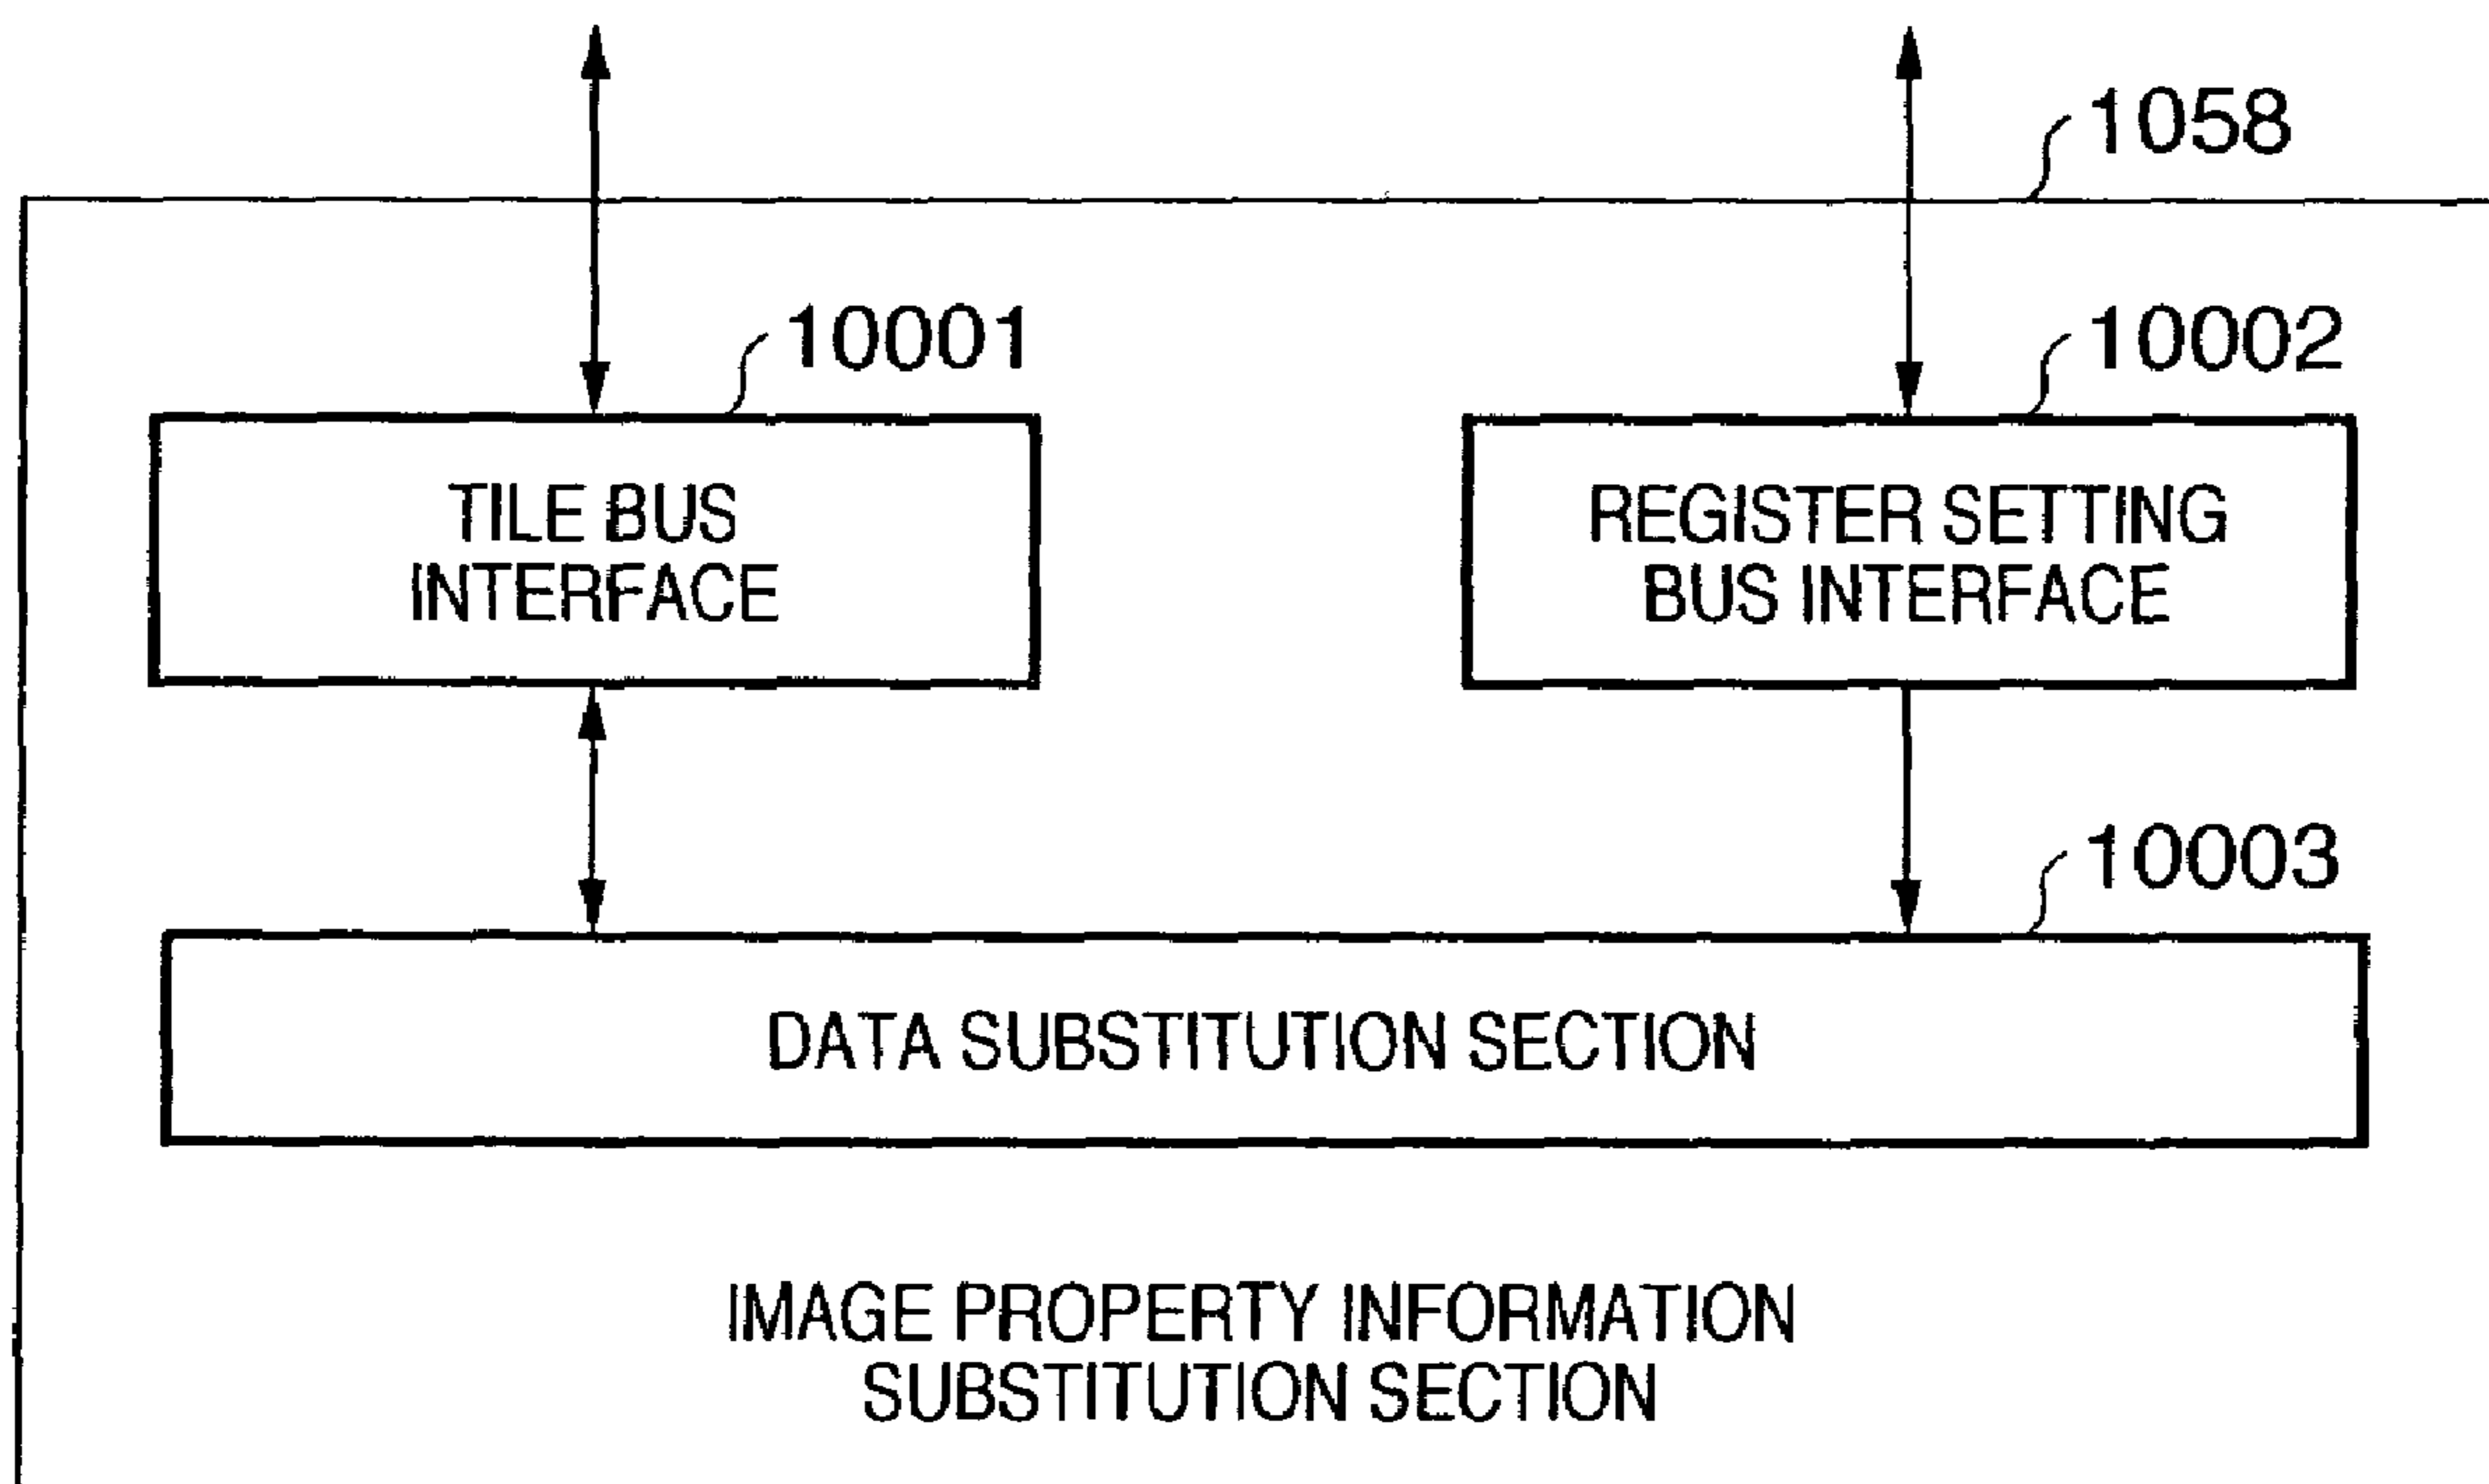 1058
10001
10002
TILE BUS
INTERFACE
REGISTER SETTING
BUS INTERFACE
10003
DATA SUBSTITUTION SECTION
IMAGE PROPERTY INFORMATION
SUBSTITUTION SECTION